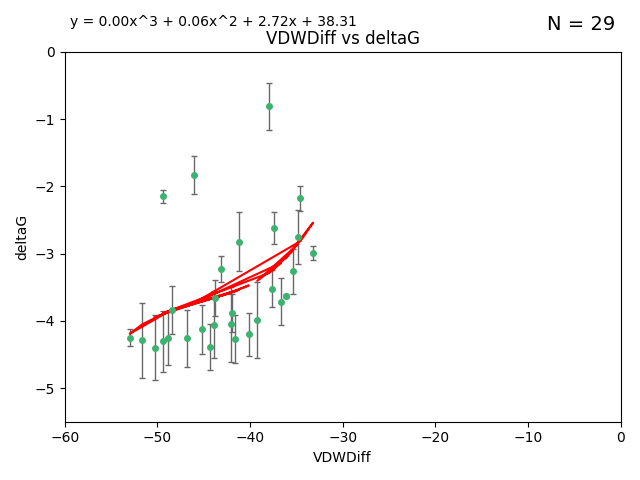 y = 0.00x^3 + 0.06x^2 + 2.72x + 38.31
N = 29
VDWDiff vs deltaG
0
−1
−2
−3
−4
−5
deltaG
−60 −50 −40 −30 −20 −10 0
VDWDiff